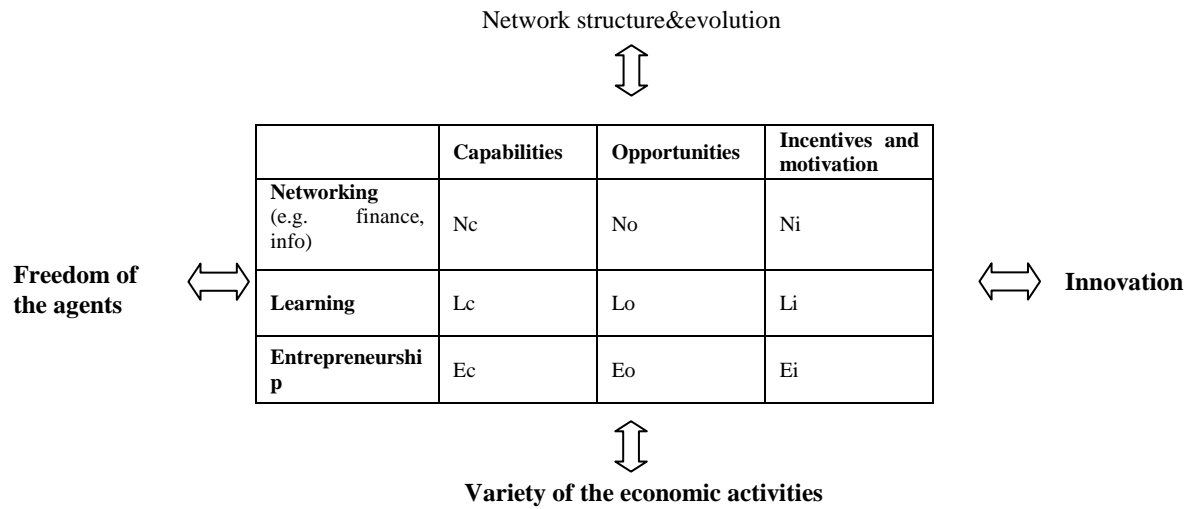 Network structure&evolution
Capabilities
Opportunities
Incentives and
motivation
Networking
(e.g. finance,
info)
Nc
No
Ni
Freedom of
the agents
Learning
Lc
Lo
Li
Innovation
Entrepreneurshi
p
Ec
Eo
Ei
Variety of the economic activities